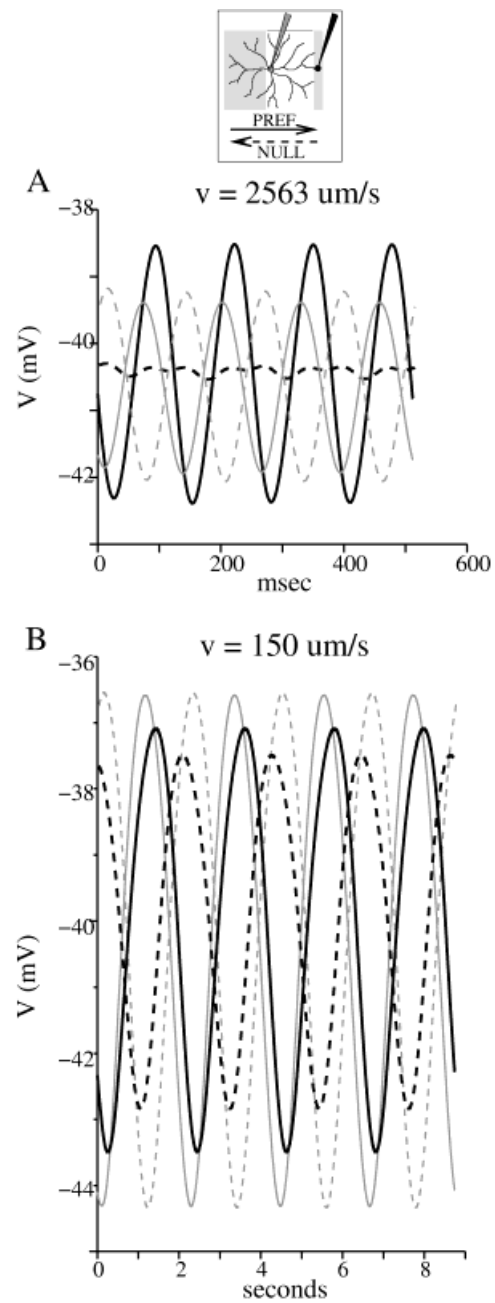 PREF
NULL
A
v = 2563 um/s
−38
−40
−42
V (mV)
0
200
400
600
msec
B
v = 150 um/s
−36
−38
−40
−42
−44
V (mV)
0
2
4
6
8
seconds